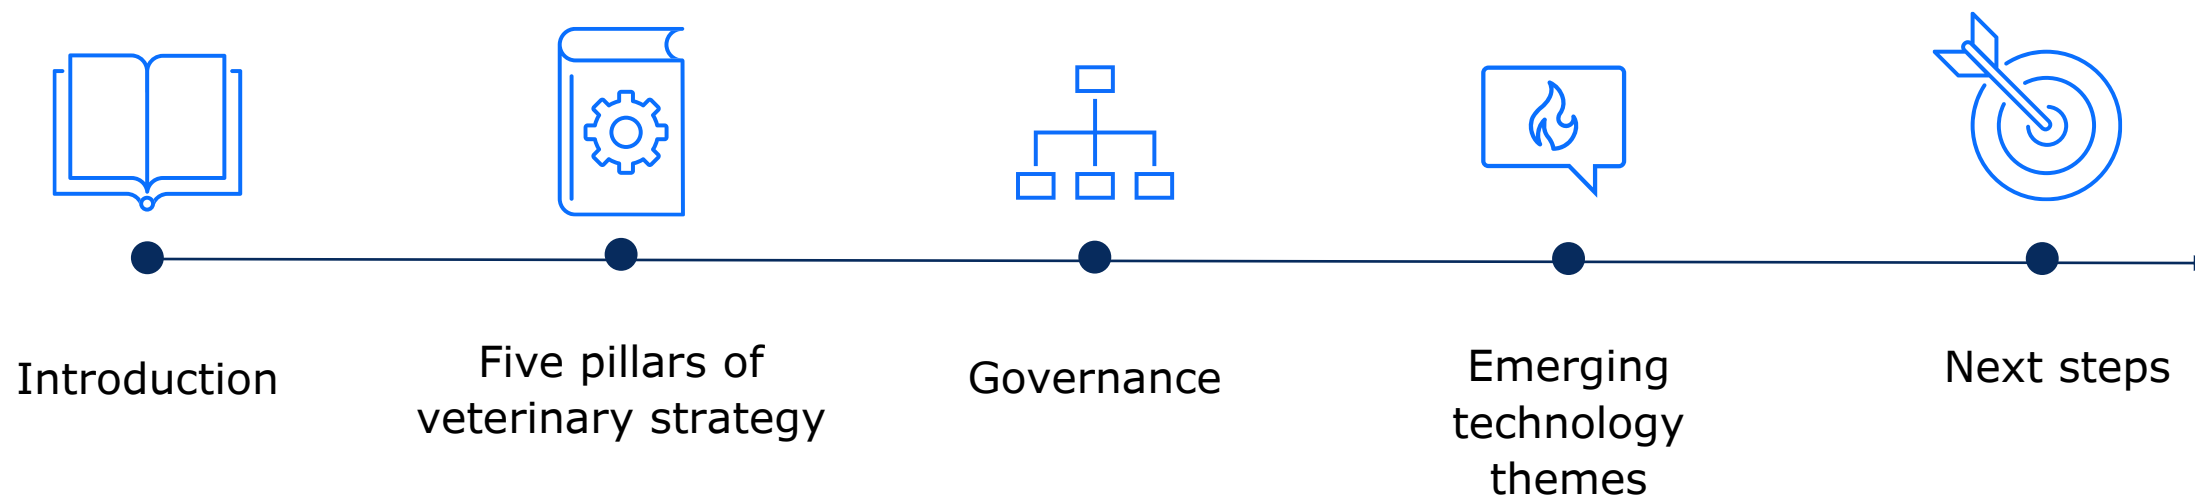 Introduction
Five pillars of
veterinary strategy
Governance
Emerging
technology
themes
Next steps